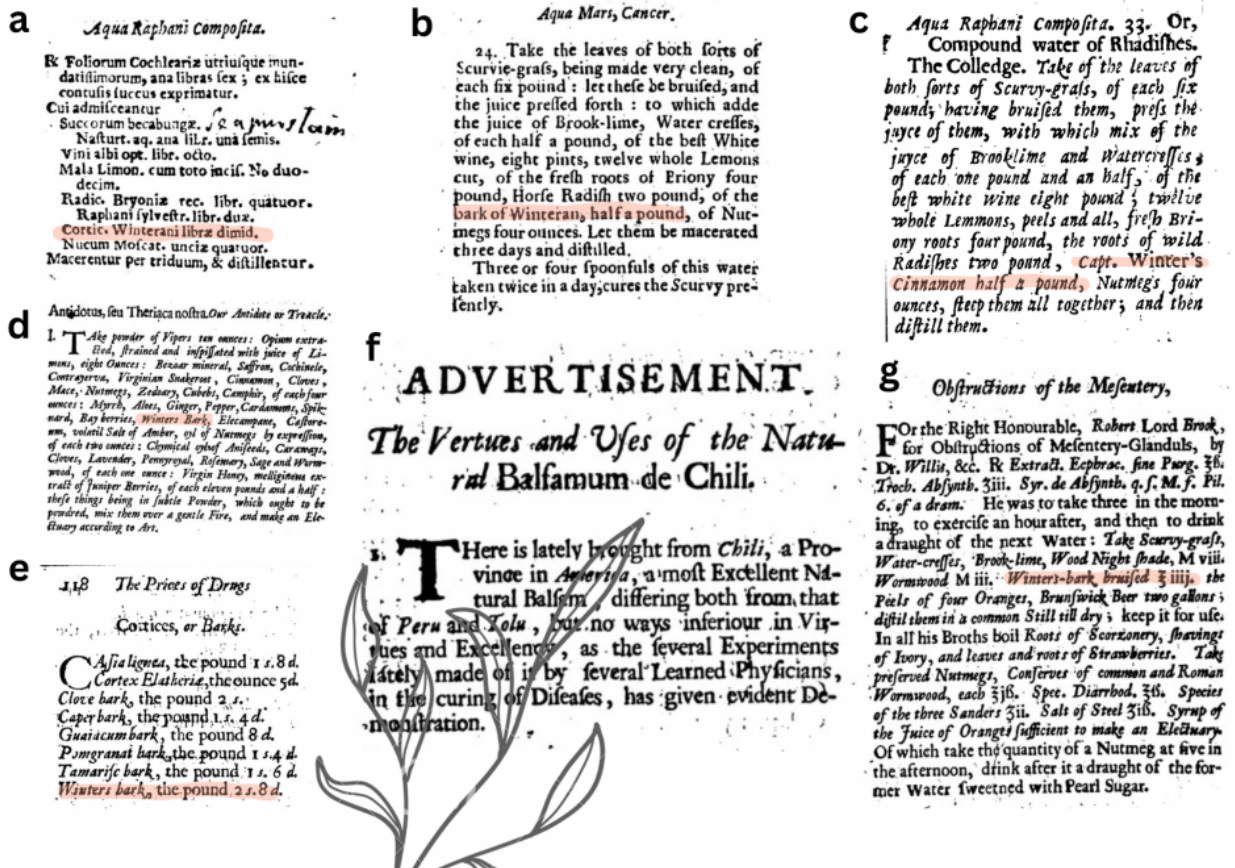 a
Aqua Raphani Compoſita.
℞ Foliorum Cochleariæ utriuſque mun-
datiſſimorum, ana libras ſex ; ex hiſce
contuſis ſuccus exprimatur.
Cui admiſceantur
Succorum becabungæ.
Naſturt. aq. ana libr. unâ ſemis.
Vini albi opt. libr. octo.
Mala Limon. cum toto inciſ. No duo-
decim.
Radic. Bryoniæ rec. libr. quatuor.
Raphani ſylveſtr. libr. duæ.
Cortic. Winterani libræ dimid.
Nucum Moſcat. unciæ quatuor.
Macerentur per triduum, & diſtillentur.
b
Aqua Mars, Cancer.
24. Take the leaves of both ſorts of
Scurvie-graſs, being made very clean, of
each ſix pound : let theſe be bruiſed, and
the juice preſſed forth : to which adde
the juice of Brook-lime, Water creſſes,
of each half a pound, of the beſt White
wine, eight pints, twelve whole Lemons
cut, of the freſh roots of Briony four
pound, Horſe Radiſh two pound, of the
bark of Winteran, half a pound, of Nut-
megs four ounces. Let them be macerated
three days and diſtilled.
Three or four ſpoonfuls of this water
taken twice in a day, cures the Scurvy pre-
ſently.
c
Aqua Raphani Compoſita. 33. Or,
Compound water of Rhadiſhes.
The Colledge. Take of the leaves of
both ſorts of Scurvy-graſs, of each ſix
pound; having bruiſed them, preſs the
juyce of them, with which mix of the
juyce of Brooklime and Watercreſſes,
of each one pound and an half, of the
beſt white wine eight pound ; twelve
whole Lemmons, peels and all, freſh Bri-
ony roots four pound, the roots of wild
Radiſhes two pound, Capt. Winter's
Cinnamon half a pound, Nutmegs four
ounces, ſteep them all together; and then
diſtill them.
d
Antidotus, ſeu Theriaca noſtra. Our Antidote or Treacle.
I. TAke powder of Vipers ten ounces: Opium extra-
cted, ſtrained and inſpiſſated with juice of Li-
mons, eight Ounces: Bezoar mineral, Saffron, Cochinele,
Contrayerva, Virginian Snakeroot, Cinnamon, Cloves,
Mace, Nutmegs, Zedoary, Cubebs, Camphir, of each four
ounces : Myrrh, Aloes, Ginger, Pepper, Cardamoms, Spik-
nard, Bay berries, Winters Bark, Elecampane, Caſtore-
um, volatil Salt of Amber, oyl of Nutmegs by expreſſion,
of each two ounces: Chymical oyl of Aniſeeds, Caraways,
Cloves, Lavender, Pennyroyal, Roſemary, Sage and Worm-
wood, of each one ounce: Virgin Honey, melliginous ex-
tract of Juniper Berries, of each eleven pounds and a half :
theſe things being in ſubtle Powder, which ought to be
powdred, mix them over a gentle Fire, and make an Ele-
ctuary according to Art.
e
118 The Prices of Drugs
Cortices, or Barks.
CAſia lignea, the pound 1 s. 8 d.
Cortex Elatheriæ, the ounce 5d.
Clove bark, the pound 2 s.
Caper bark, the pound 1 s. 4 d.
Guaiacum bark, the pound 8 d.
Pomgranat bark, the pound 1 s. 4 d.
Tamariſc bark, the pound 1 s. 6 d.
Winters bark, the pound 2 s. 8 d.
f
ADVERTISEMENT.
The Vertues and Uſes of the Natu-
ral Balſamum de Chili.
1. THere is lately brought from Chili, a Pro-
vince in America, a moſt Excellent Na-
tural Balſam, differing both from that
of Peru and Tolu, but no ways inferiour in Vir-
tues and Excellency, as the ſeveral Experiments
lately made of it by ſeveral Learned Phyſicians,
in the curing of Diſeaſes, has given evident De-
monſtration.
g
Obſtructions of the Meſentery,
FOr the Right Honourable, Robert Lord Brook,
for Obſtructions of Meſentery-Glanduls, by
Dr. Willis, &c. ℞ Extract. Ecphrac. ſine Purg. ʒß.
Troch. Abſynth. ʒiii. Syr. de Abſynth. q. ſ. M. f. Pil.
6. of a dram. He was to take three in the morn-
ing, to exerciſe an hour after, and then to drink
a draught of the next Water: Take Scurvy-graſs,
Water-creſſes, Brook-lime, Wood Night ſhade, M viii.
Wormwood M iii. Winters-bark bruiſed ℥ iiij. the
Peels of four Oranges, Brunſwick Beer two gallons ;
diſtil them in a common Still till dry ; keep it for uſe.
In all his Broths boil Roots of Scorzonery, ſhavings
of Ivory, and leaves and roots of Strawberries. Take
preſerved Nutmegs, Conſerves of common and Roman
Wormwood, each ℥jß. Spec. Diarrhod. ʒß. Species
of the three Sanders ʒii. Salt of Steel ʒiß. Syrup of
the Juice of Oranges ſufficient to make an Electuary.
Of which take the quantity of a Nutmeg at five in
the afternoon, drink after it a draught of the for-
mer Water ſweetned with Pearl Sugar.